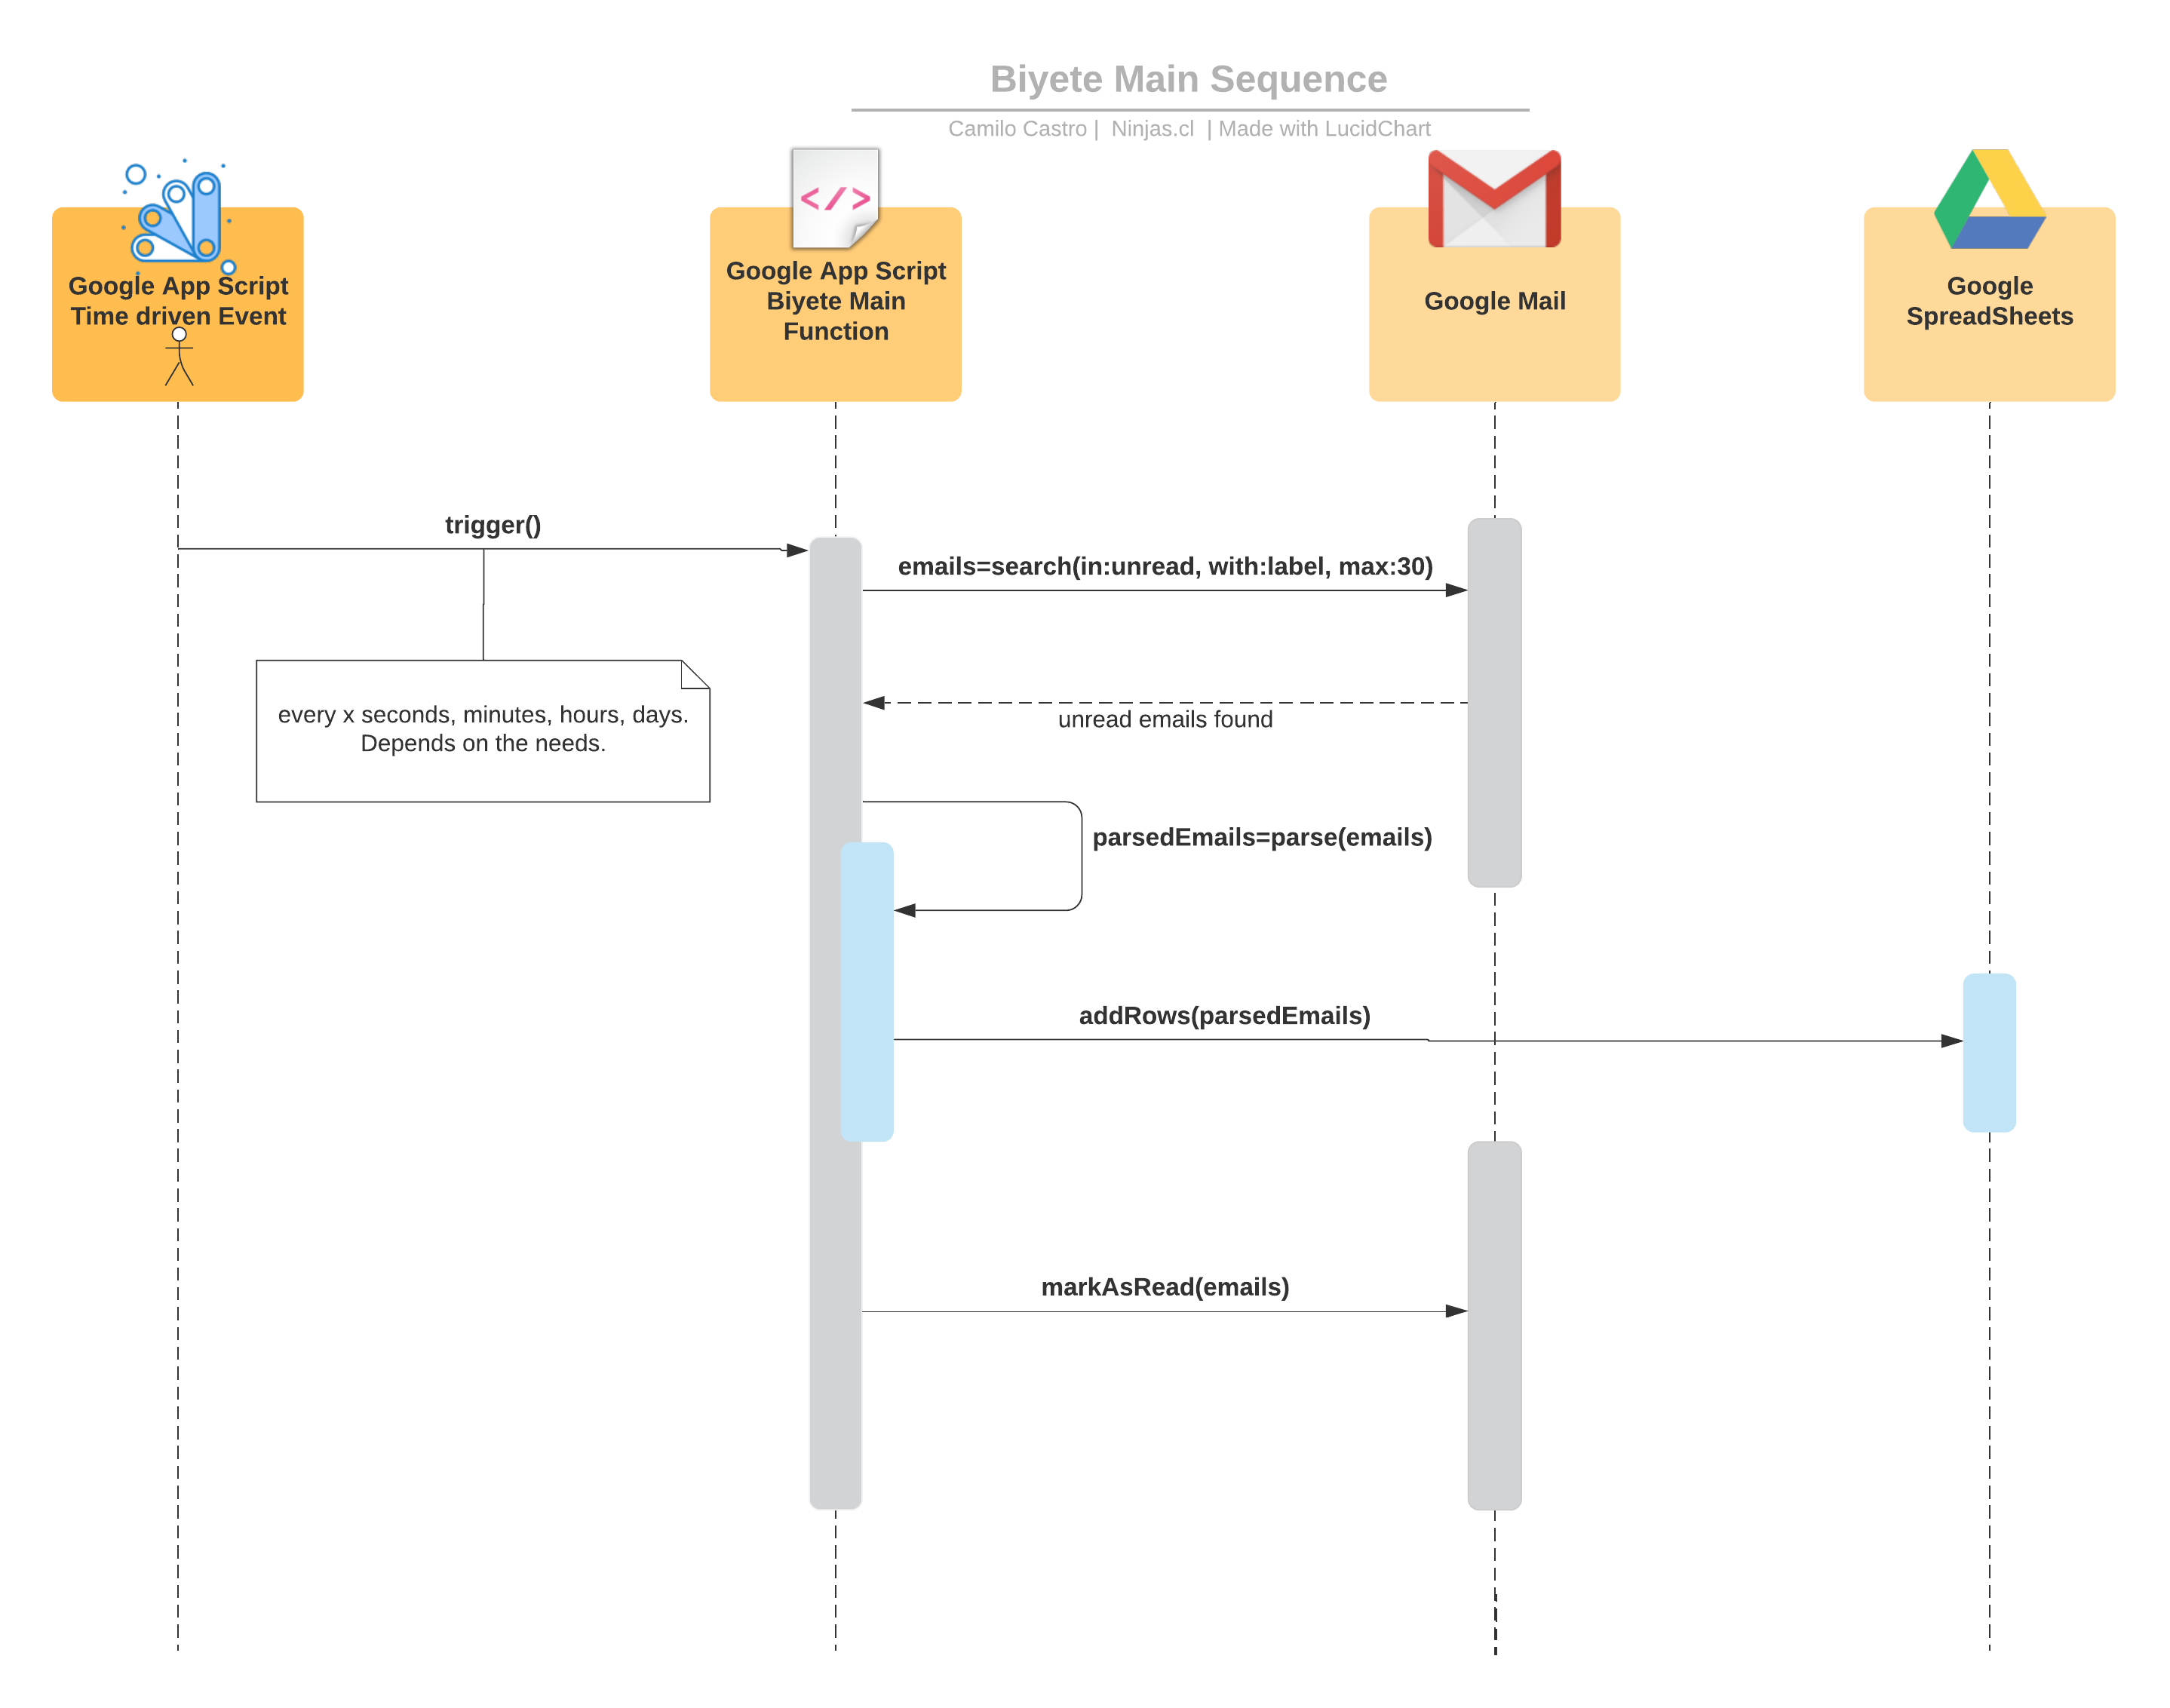 Biyete Main Sequence
Camilo Castro | Ninjas.cl | Made with LucidChart
</>
Google App Script
Time driven Event
Google App Script
Biyete Main
Function
Google Mail
Google
SpreadSheets
trigger()
emails=search(in:unread, with:label, max:30)
every x seconds, minutes, hours, days.
Depends on the needs.
unread emails found
parsedEmails=parse(emails)
addRows(parsedEmails)
markAsRead(emails)